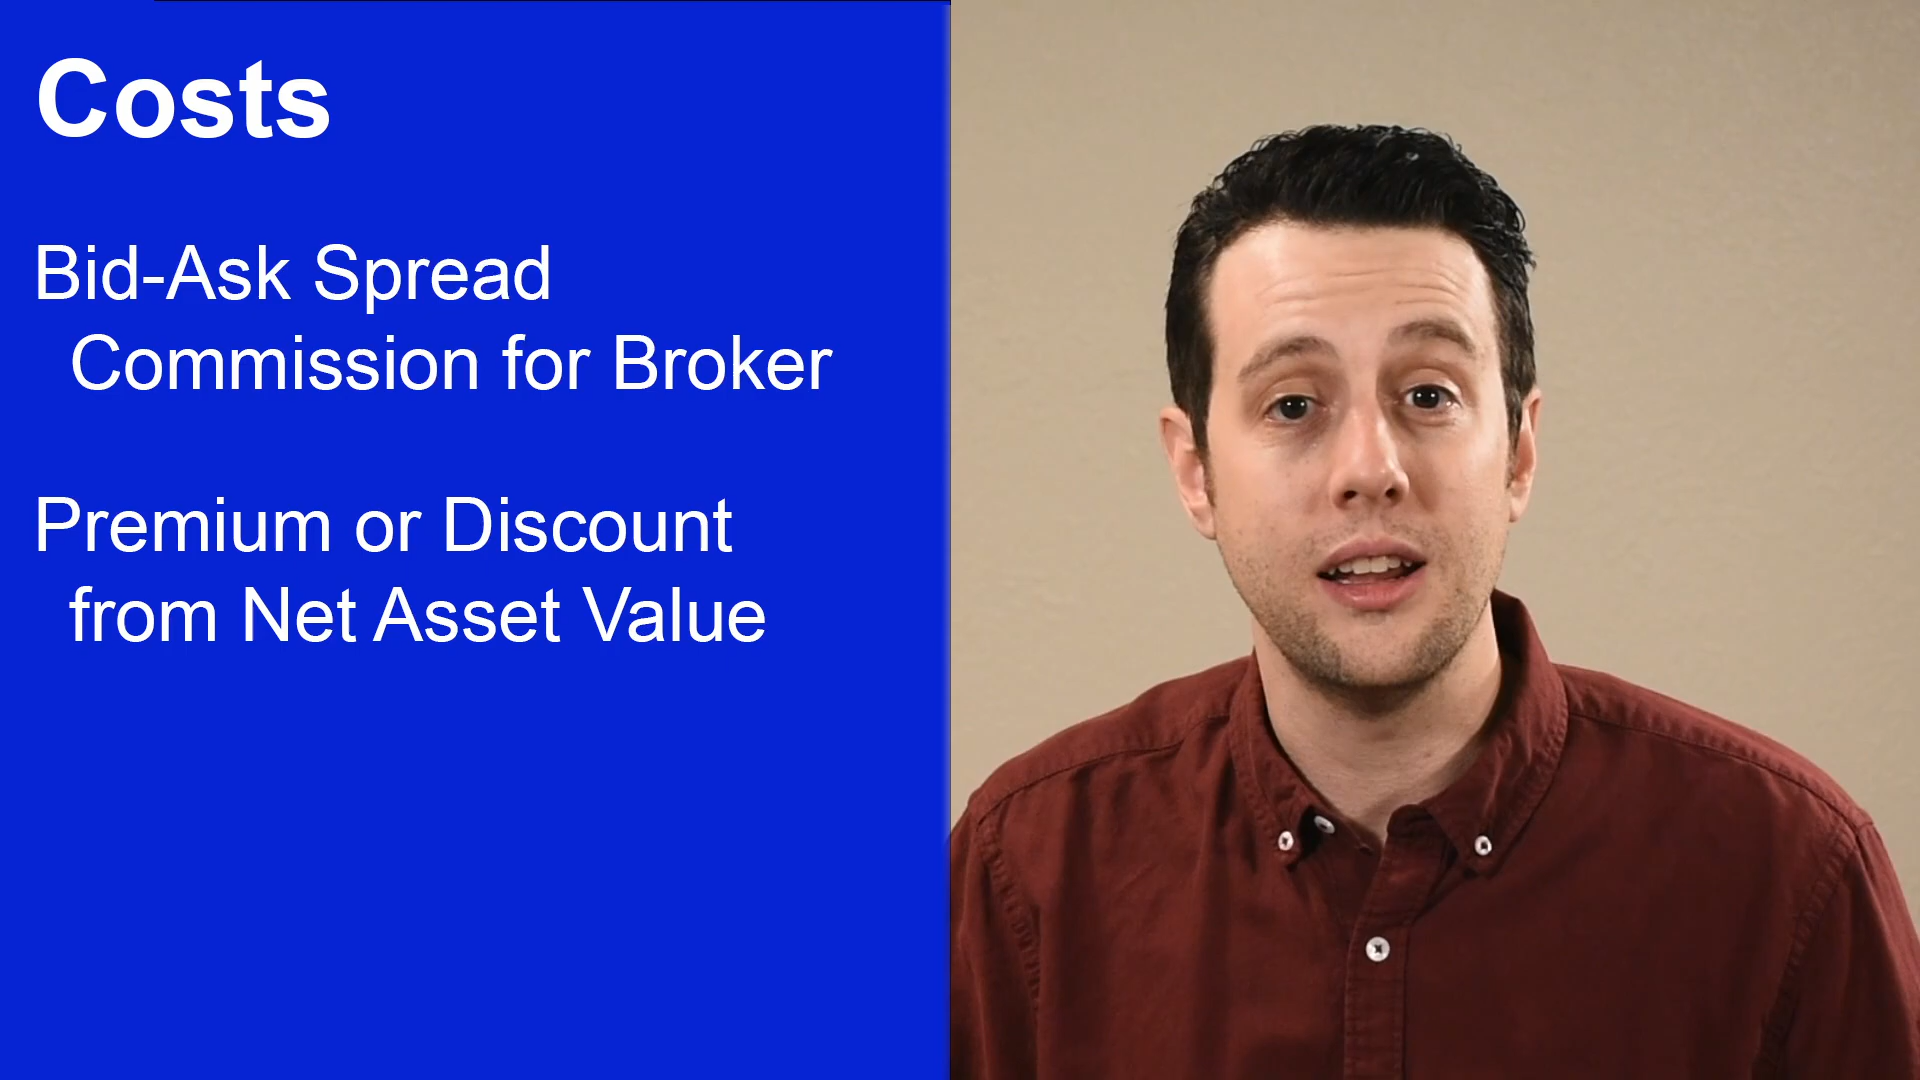 Costs
Bid-Ask Spread
Commission for Broker
Premium or Discount
from Net Asset Value